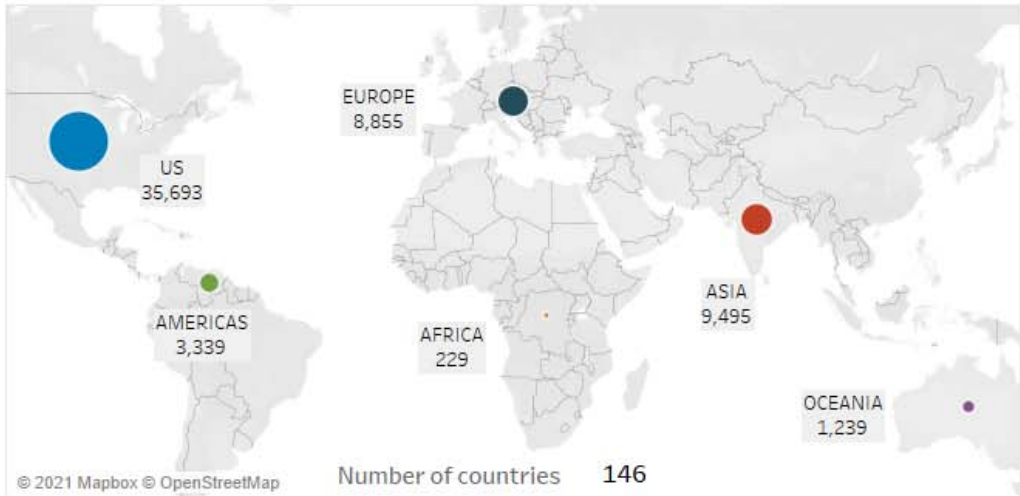 EUROPE
8,855
US
35,693
ASIA
9,495
AMERICAS
3,339
AFRICA
229
OCEANIA
1,239
Number of countries 146
© 2021 Mapbox © OpenStreetMap